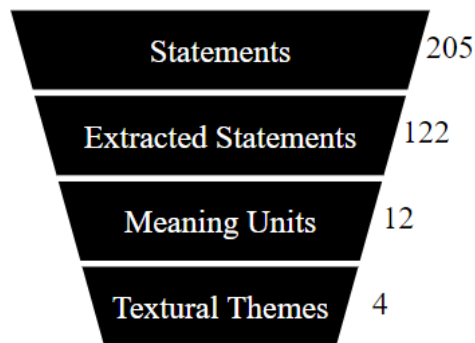 Statements 205
Extracted Statements 122
Meaning Units 12
Textural Themes 4